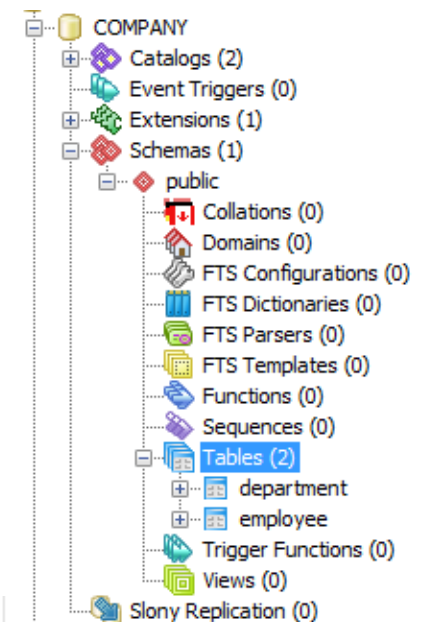 COMPANY
Catalogs (2)
Event Triggers (0)
Extensions (1)
Schemas (1)
public
Collations (0)
Domains (0)
FTS Configurations (0)
FTS Dictionaries (0)
FTS Parsers (0)
FTS Templates (0)
Functions (0)
Sequences (0)
Tables (2)
department
employee
Trigger Functions (0)
Views (0)
Slony Replication (0)